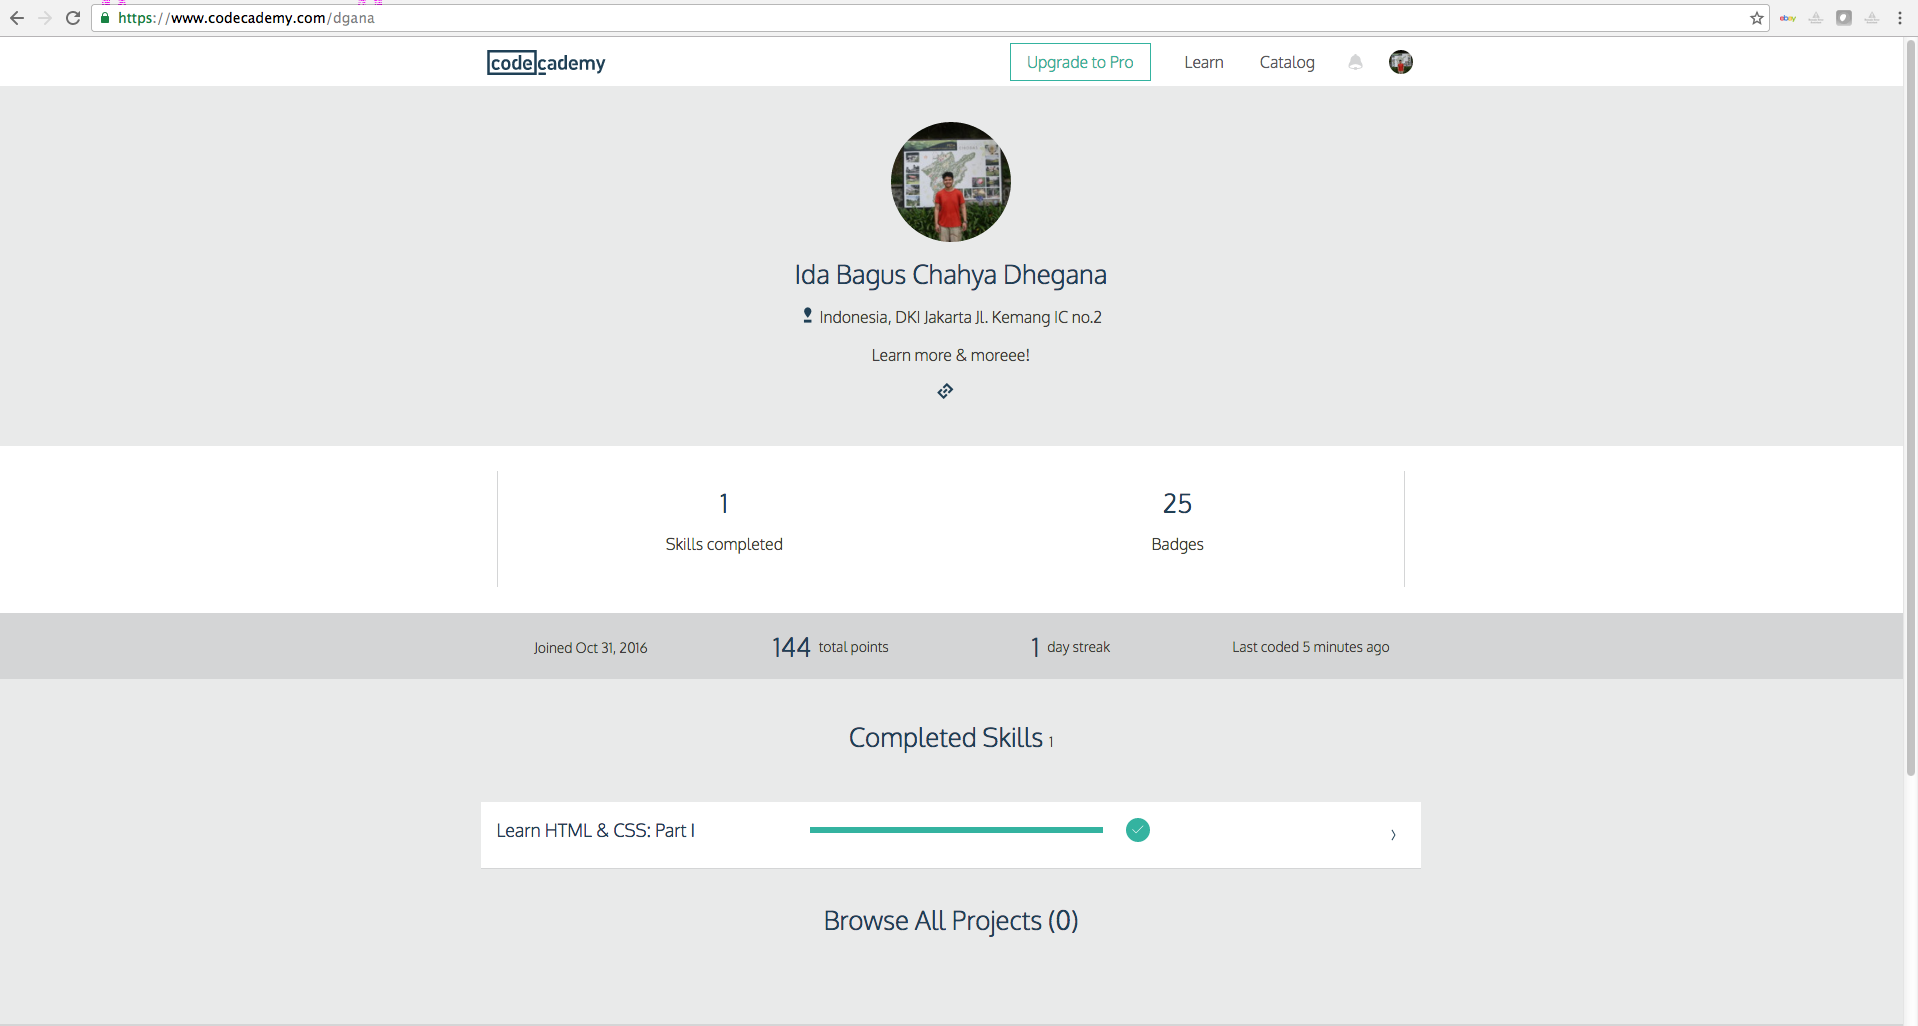 https://www.codecademy.com/dgana
ebay
codecademy
Upgrade to Pro
Learn
Catalog
Ida Bagus Chahya Dhegana
Indonesia, DKI Jakarta Jl. Kemang IC no.2
Learn more & moreee!
1
25
Skills completed
Badges
Joined Oct 31, 2016
144 total points
1 day streak
Last coded 5 minutes ago
Completed Skills 1
Learn HTML & CSS: Part I
Browse All Projects (0)